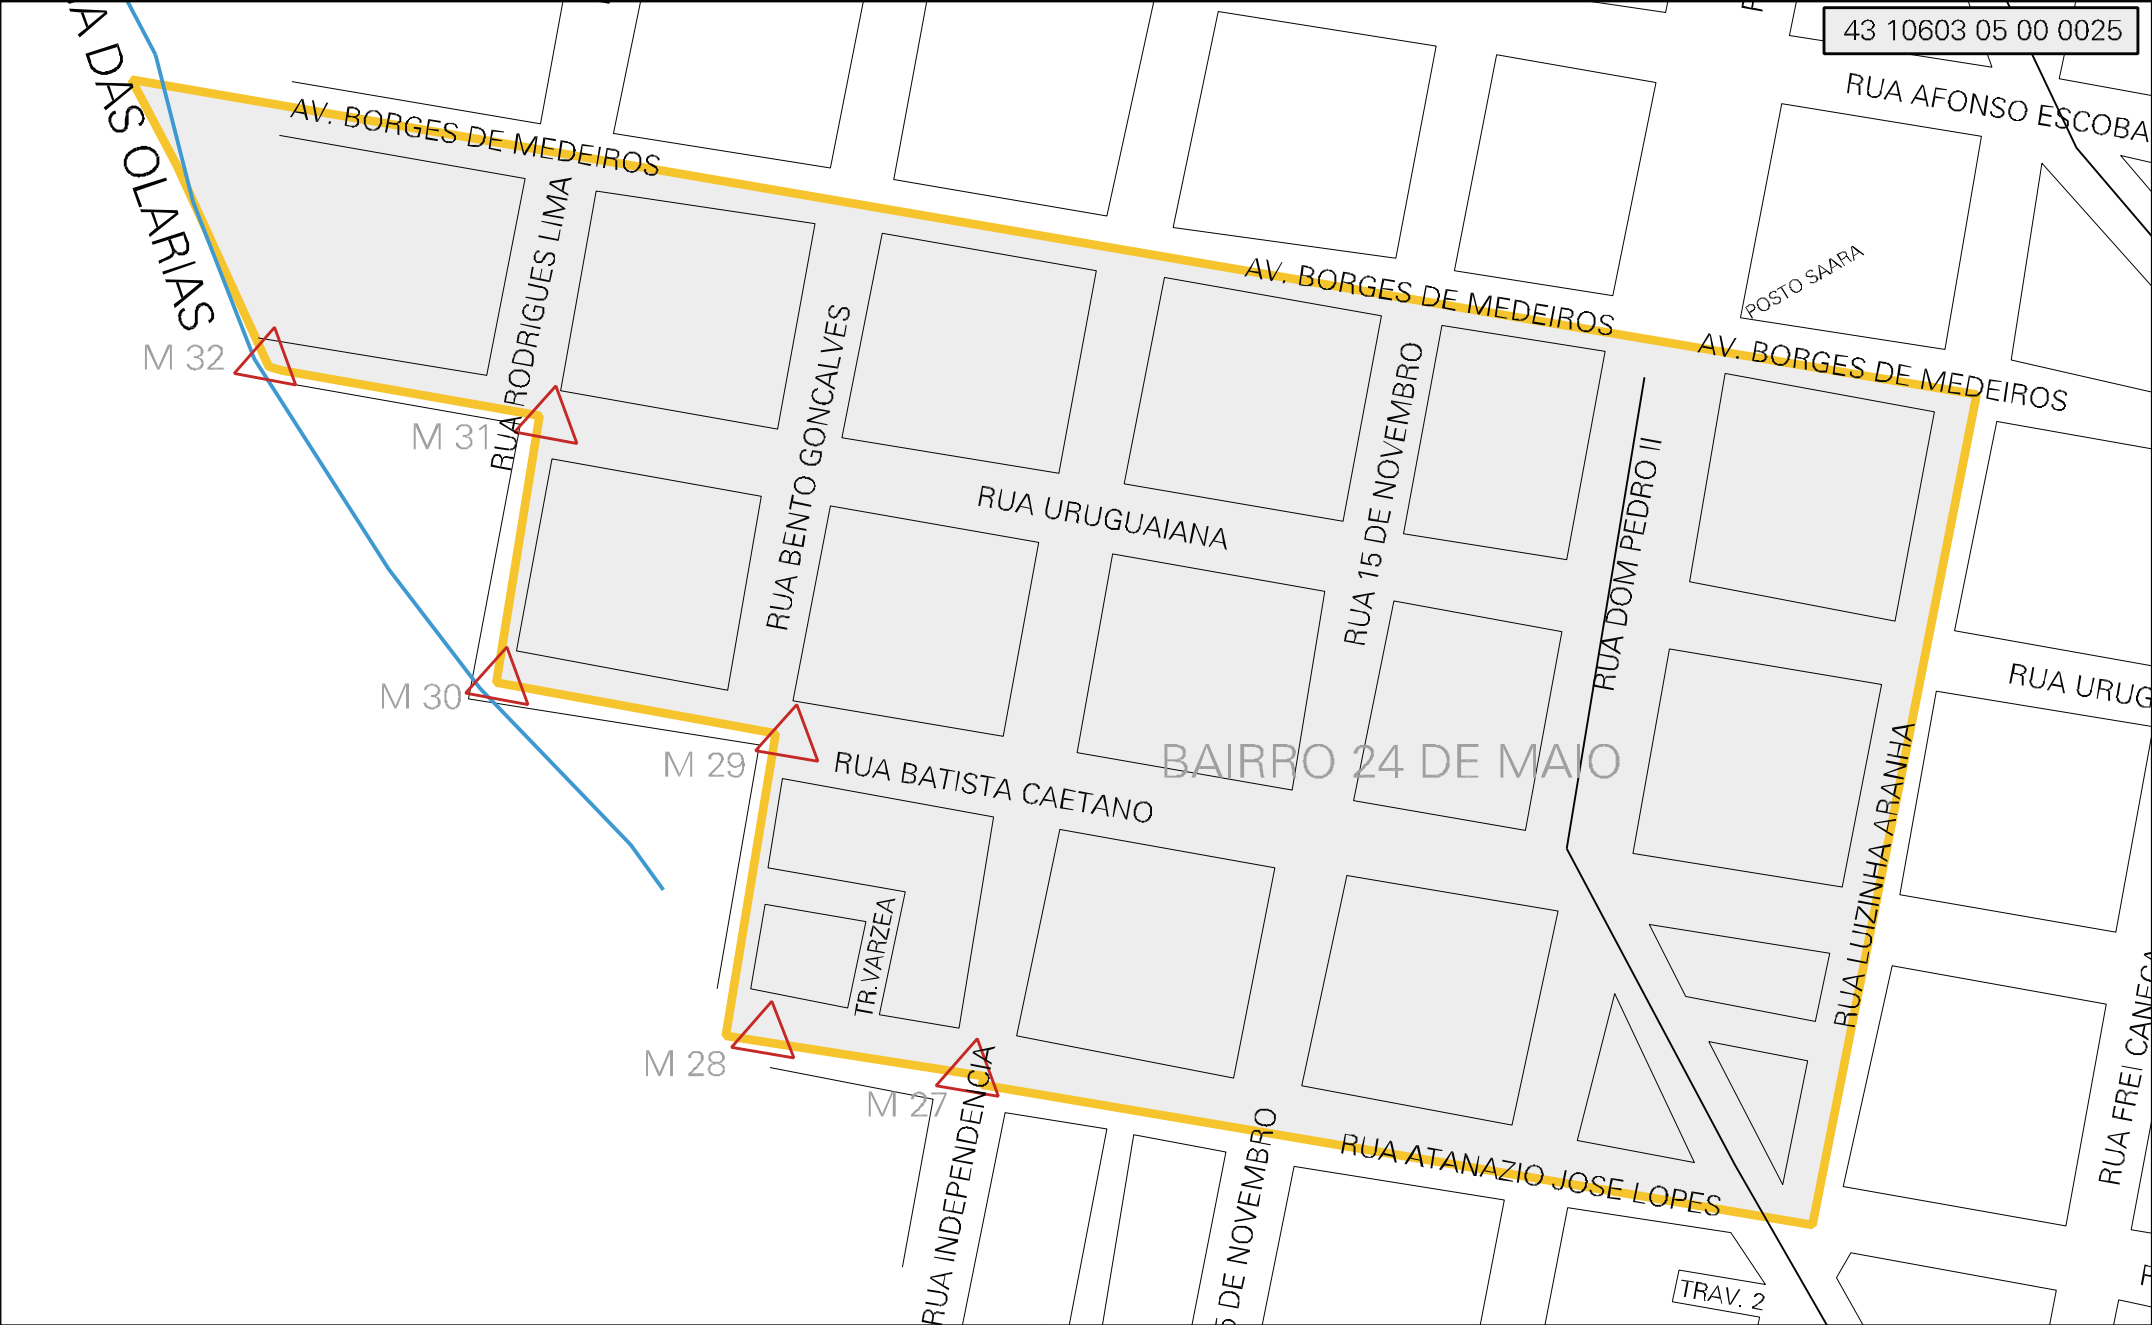 43 10603 05 00 0025
A DAS OLARIAS
RUA AFONSO ESCOBA
AV. BORGES DE MEDEIROS
RUA RODRIGUES LIMA
POSTO SAARA
AV. BORGES DE MEDEIROS
AV. BORGES DE MEDEIROS
M 32
M 31
RUA BENTO GONCALVES
RUA 15 DE NOVEMBRO
RUA DOM PEDRO II
RUA URUGUAIANA
RUA URUG
M 30
M 29
RUA BATISTA CAETANO
BAIRRO 24 DE MAIO
RUA LUIZINHA ARANHA
TR. VARZEA
M 28
M 27
RUA INDEPENDENCIA
5 DE NOVEMBRO
RUA ATANAZIO JOSE LOPES
RUA FREI CANECA
TRAV. 2